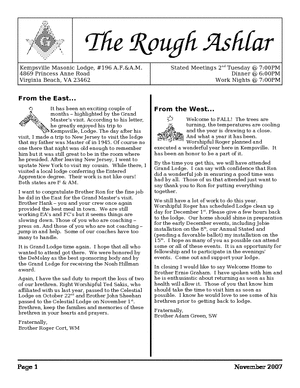 The Rough Ashlar
Kempsville Masonic Lodge, #196 A.F.&A.M.
4869 Princess Anne Road
Virginia Beach, VA 23462
Stated Meetings 2nd Tuesday @ 7:00PM
Dinner @ 6:00PM
Work Nights @ 7:00PM
From the East…
It has been an exciting couple of
months – highlighted by the Grand
Master's visit. According to his letter,
he greatly enjoyed his trip to
Kempsville, Lodge. The day after his
visit, I made a trip to New Jersey to visit the lodge
that my father was Master of in 1945. Of course no
one there that night was old enough to remember
him but it was still great to be in the room where
he presided. After leaving New Jersey, I went to
upstate New York to visit my cousin. While there, I
visited a local lodge conferring the Entered
Apprentice degree. Their work is not like ours!
Both states are F & AM.
I want to congratulate Brother Ron for the fine job
he did in the East for the Grand Master's visit.
Brother Hank – you and your crew once again
provided the best meal in town. We are still
working EA's and FC's but it seems things are
slowing down. Those of you who are coaching –
press on. And those of you who are not coaching –
jump in and help. Some of our coaches have too
many to handle.
It is Grand Lodge time again. I hope that all who
wanted to attend got there. We were honored by
the DeMolay as the best sponsoring body and by
the Grand Lodge for receiving the Noah Hillman
award.
Again, I have the sad duty to report the loss of two
of our brethren. Right Worshipful Ted Sakis, who
affiliated with us last year, passed to the Celestial
Lodge on October 22nd and Brother John Sheehan
passed to the Celestial Lodge on November 1st.
Brethren, keep the families and memories of these
brethren in your hearts and prayers.
Fraternally,
Brother Roger Cort, WM
From the West…
Welcome to FALL! The trees are
turning, the temperatures are cooling
and the year is drawing to a close.
And what a year it has been.
Worshipful Roger planned and
executed a wonderful year here in Kempsville. It
has been an honor to be a part of it.
By the time you get this, we will have attended
Grand Lodge. I can say with confidence that Ron
did a wonderful job in ensuring a good time was
had by all. Those of us that attended just want to
say thank you to Ron for putting everything
together.
We still have a lot of work to do this year.
Worshipful Roger has scheduled Lodge clean up
day for December 1st. Please give a few hours back
to the lodge. Our home should shine in preparation
for the early December events, including DeMolay
installation on the 8th, our Annual Stated and
(pending a favorable ballot) my installation on the
15th. I hope as many of you as possible can attend
some or all of these events. It is an opportunity for
fellowship and to participate in the evenings'
events. Come out and support your lodge.
In closing I would like to say Welcome Home to
Brother Ernie Graham. I have spoken with him and
he is enthusiastic about returning as soon as his
health will allow it. Those of you that know him
should take the time to visit him as soon as
possible. I know he would love to see some of his
brethren prior to getting back to lodge.
Fraternally,
Brother Adam Green, SW
Page 1
November 2007